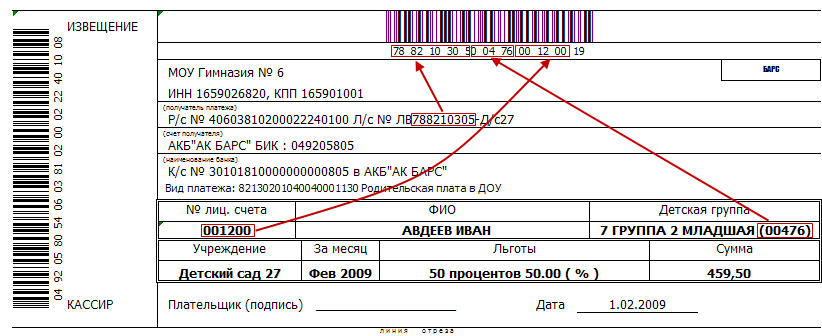 ИЗВЕЩЕНИЕ
78 82 10 30 50 04 76 00 12 00 19
04 92 05 80 54 06 03 81 02 00 02 22 40 10 08
МОУ Гимназия № 6
БАРС
ИНН 1659026820, КПП 165901001
(получатель платежа)
Р/с № 40603810200022240100 Л/с № ЛВ788210305-Д/с27
(счет получателя)
АКБ"АК БАРС" БИК : 049205805
(наименование банка)
К/с № 30101810000000000805 в АКБ"АК БАРС"
Вид платежа: 82130201040040001130 Родительская плата в ДОУ
№ лиц. счета ФИО Детская группа
001200 АВДЕЕВ ИВАН 7 ГРУППА 2 МЛАДШАЯ (00476)
Учреждение За месяц Льготы Сумма
Детский сад 27 Фев 2009 50 процентов 50.00 ( % ) 459,50
КАССИР Плательщик (подпись) Дата 1.02.2009
линия отреза